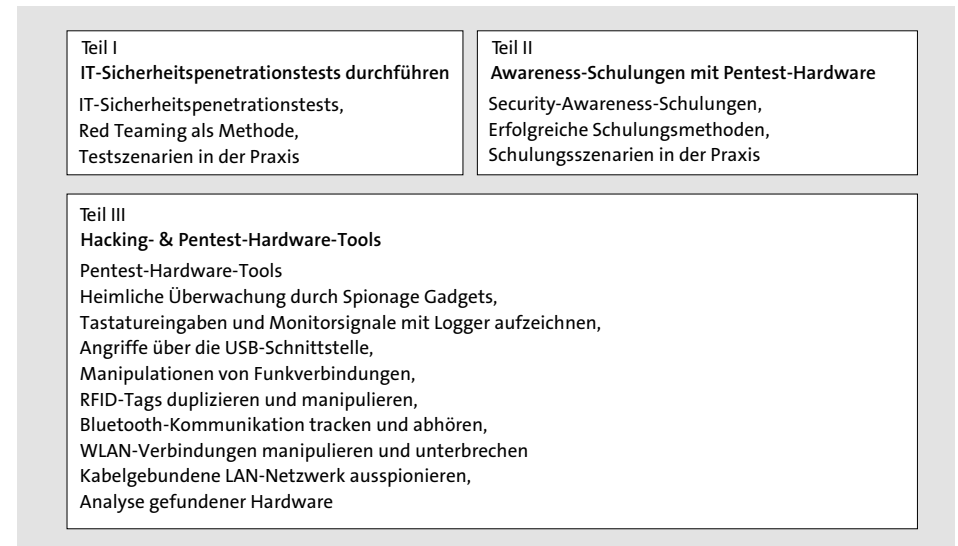 Teil I
IT-Sicherheitspenetrationstests durchführen
IT-Sicherheitspenetrationstests,
Red Teaming als Methode,
Testszenarien in der Praxis
Teil II
Awareness-Schulungen mit Pentest-Hardware
Security-Awareness-Schulungen,
Erfolgreiche Schulungsmethoden,
Schulungsszenarien in der Praxis
Teil III
Hacking- & Pentest-Hardware-Tools
Pentest-Hardware-Tools
Heimliche Überwachung durch Spionage Gadgets,
Tastatureingaben und Monitorsignale mit Logger aufzeichnen,
Angriffe über die USB-Schnittstelle,
Manipulationen von Funkverbindungen,
RFID-Tags duplizieren und manipulieren,
Bluetooth-Kommunikation tracken und abhören,
WLAN-Verbindungen manipulieren und unterbrechen
Kabelgebundene LAN-Netzwerk ausspionieren,
Analyse gefundener Hardware